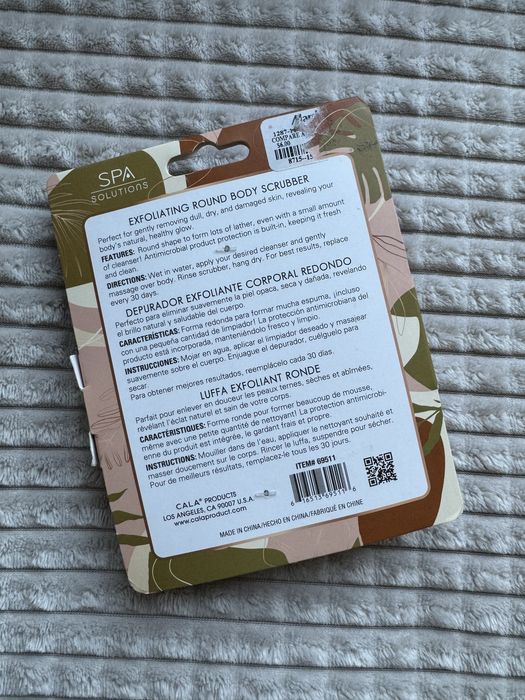 SPA
SOLUTIONS
COMPARE A
$6.00
8715-15
EXFOLIATING ROUND BODY SCRUBBER
Perfect for gently removing dull, dry, and damaged skin, revealing your
body's natural, healthy glow.
FEATURES: Round shape to form lots of lather, even with a small amount
of cleanser! Antimicrobial product protection is built-in, keeping it fresh
and clean.
DIRECTIONS: Wet in water, apply your desired cleanser and gently
massage over body. Rinse scrubber, hang dry. For best results, replace
every 30 days.
DEPURADOR EXFOLIANTE CORPORAL REDONDO
Perfecto para eliminar suavemente la piel opaca, seca y dañada, revelando
el brillo natural y saludable del cuerpo.
CARACTERÍSTICAS: Forma redonda para formar mucha espuma, ¡incluso
con una pequeña cantidad de limpiador! La protección antimicrobiana del
producto está incorporada, manteniéndolo fresco y limpio.
INSTRUCCIONES: Mojar en agua, aplicar el limpiador deseado y masajear
suavemente sobre el cuerpo. Enjuague el depurador, cuélguelo para
secar.
Para obtener mejores resultados, reemplácelo cada 30 días.
LUFFA EXFOLIANT RONDE
Parfait pour enlever en douceur les peaux ternes, sèches et abîmées,
révélant l'éclat naturel et sain de votre corps.
CARACTÉRISTIQUES: Forme ronde pour former beaucoup de mousse,
même avec une petite quantité de nettoyant! La protection antimicrobi-
enne du produit est intégrée, le gardant frais et propre.
INSTRUCTIONS: Mouiller dans de l'eau, appliquer le nettoyant souhaité et
masser doucement sur le corps. Rincer le luffa, suspendre pour sécher.
Pour de meilleurs résultats, remplacez-le tous les 30 jours.
ITEM# 69511
6 16513 69511 6
CALA® PRODUCTS
LOS ANGELES, CA 90007 U.S.A.
www.calaproduct.com
MADE IN CHINA/HECHO EN CHINA/FABRIQUÉ EN CHINE